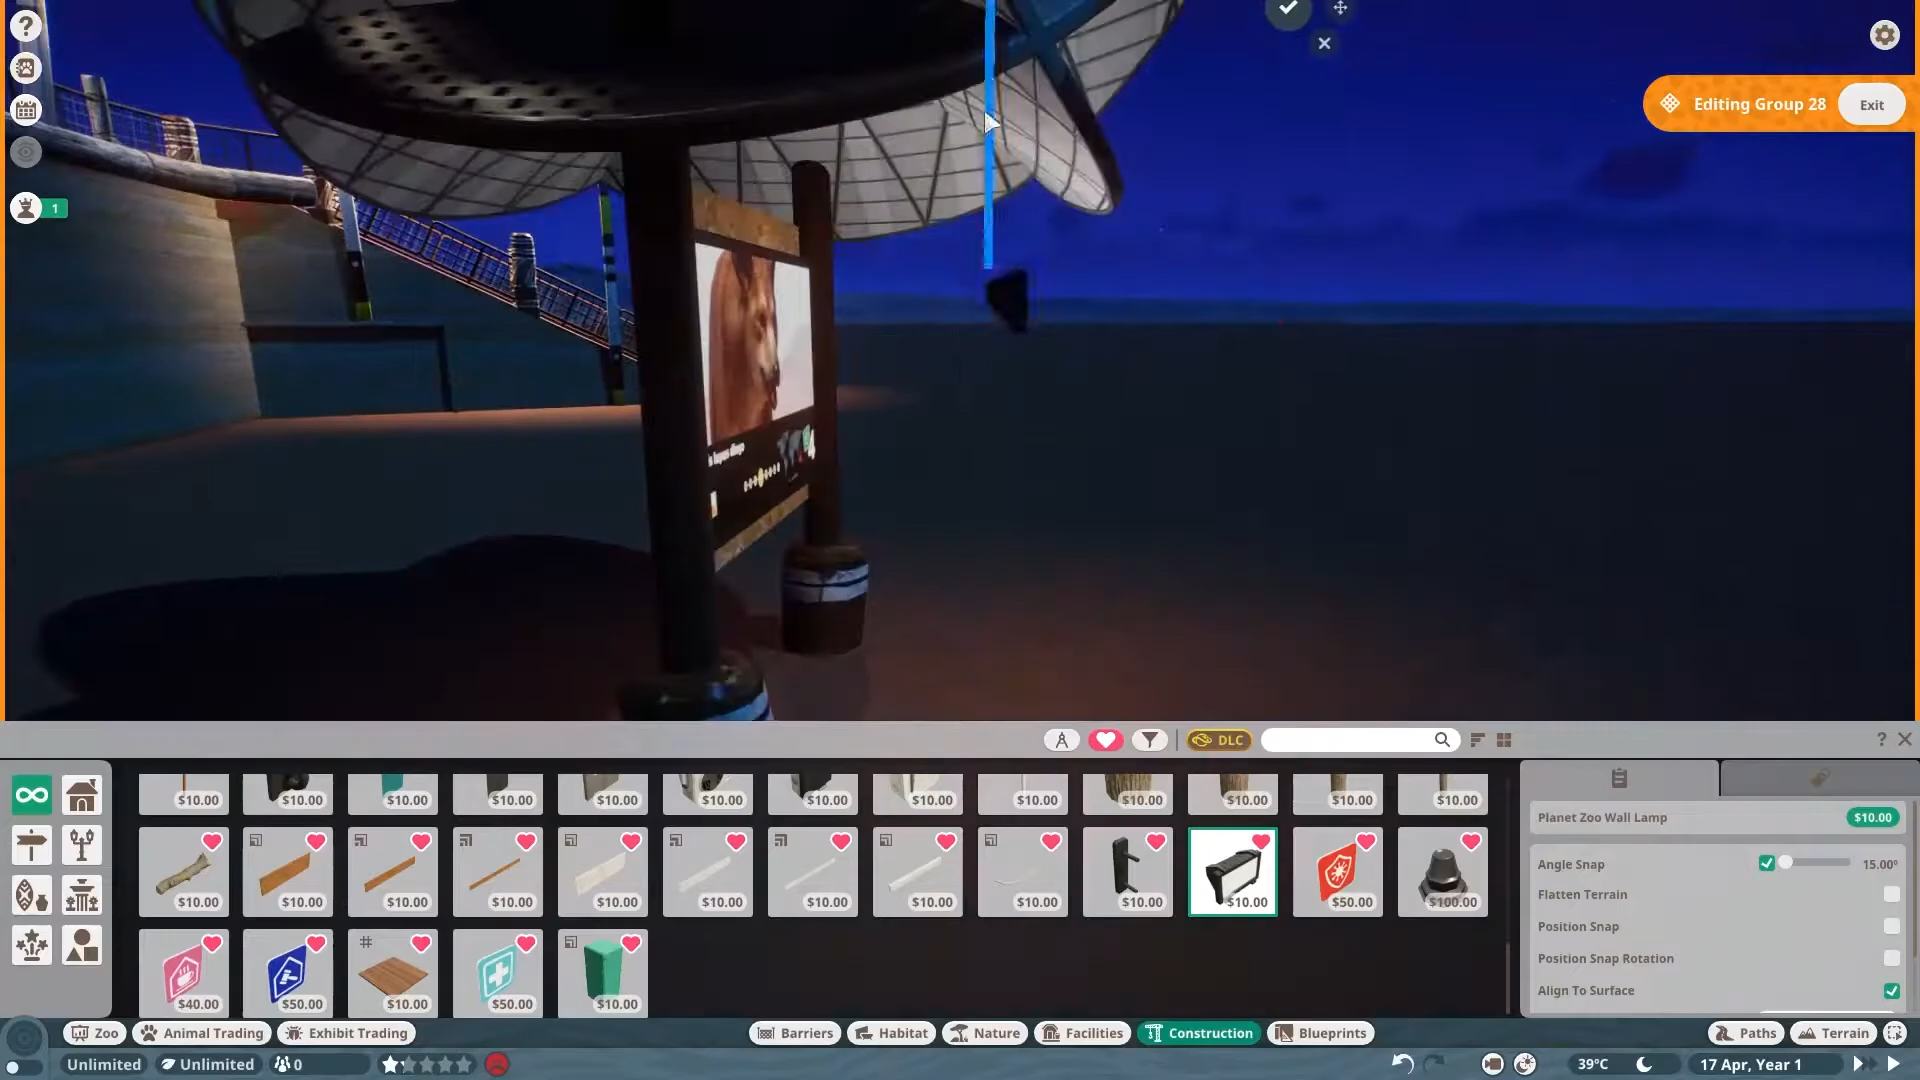 Editing Group 28
Exit
1
DLC
$10.00 $10.00 $10.00 $10.00 $10.00 $10.00 $10.00 $10.00 $10.00 $10.00 $10.00 $10.00 $10.00
$10.00 $10.00 $10.00 $10.00 $10.00 $10.00 $10.00 $10.00 $10.00 $10.00 $10.00 $50.00 $100.00
$40.00 $50.00 $10.00 $50.00 $10.00
?
?
Planet Zoo Wall Lamp $10.00
Angle Snap 15.00°
Flatten Terrain
Position Snap
Position Snap Rotation
Align To Surface
Zoo Animal Trading Exhibit Trading Barriers Habitat Nature Facilities Construction Blueprints Paths Terrain
Unlimited Unlimited 0 39°C 17 Apr, Year 1